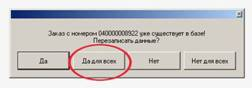 Заказ с номером 040000008922 уже существует в базе!
Перезаписать данные?
Да
Да для всех
Нет
Нет для всех